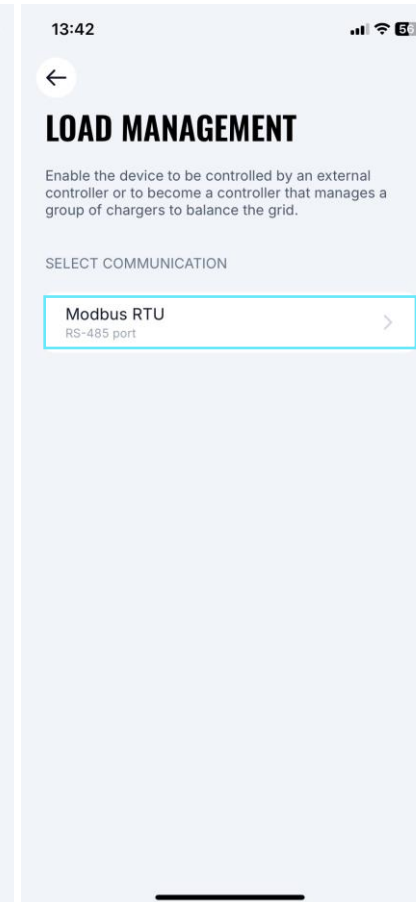 13:42
56
LOAD MANAGEMENT
Enable the device to be controlled by an external
controller or to become a controller that manages a
group of chargers to balance the grid.
SELECT COMMUNICATION
Modbus RTU
RS-485 port